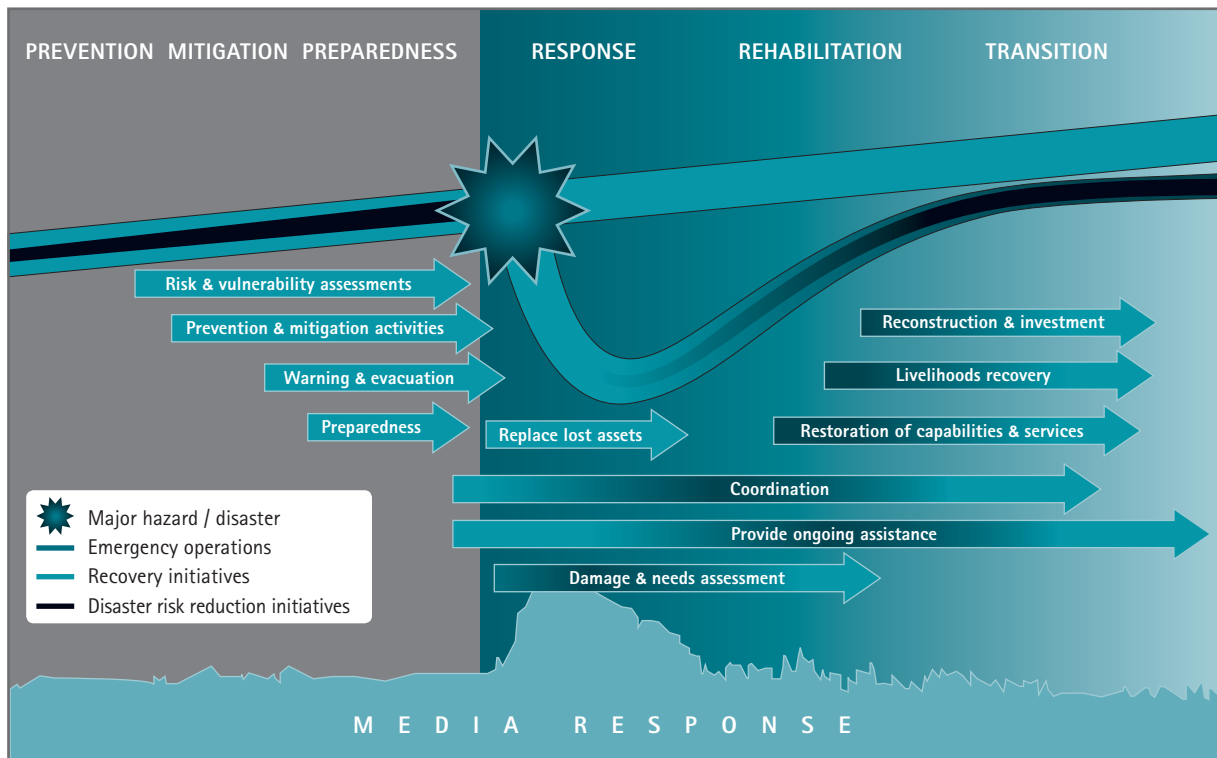 PREVENTION MITIGATION PREPAREDNESS RESPONSE REHABILITATION TRANSITION
Risk & vulnerability assessments
Prevention & mitigation activities
Warning & evacuation
Preparedness
Replace lost assets
Reconstruction & investment
Livelihoods recovery
Restoration of capabilities & services
Coordination
Provide ongoing assistance
Damage & needs assessment
Major hazard / disaster
Emergency operations
Recovery initiatives
Disaster risk reduction initiatives
MEDIA RESPONSE